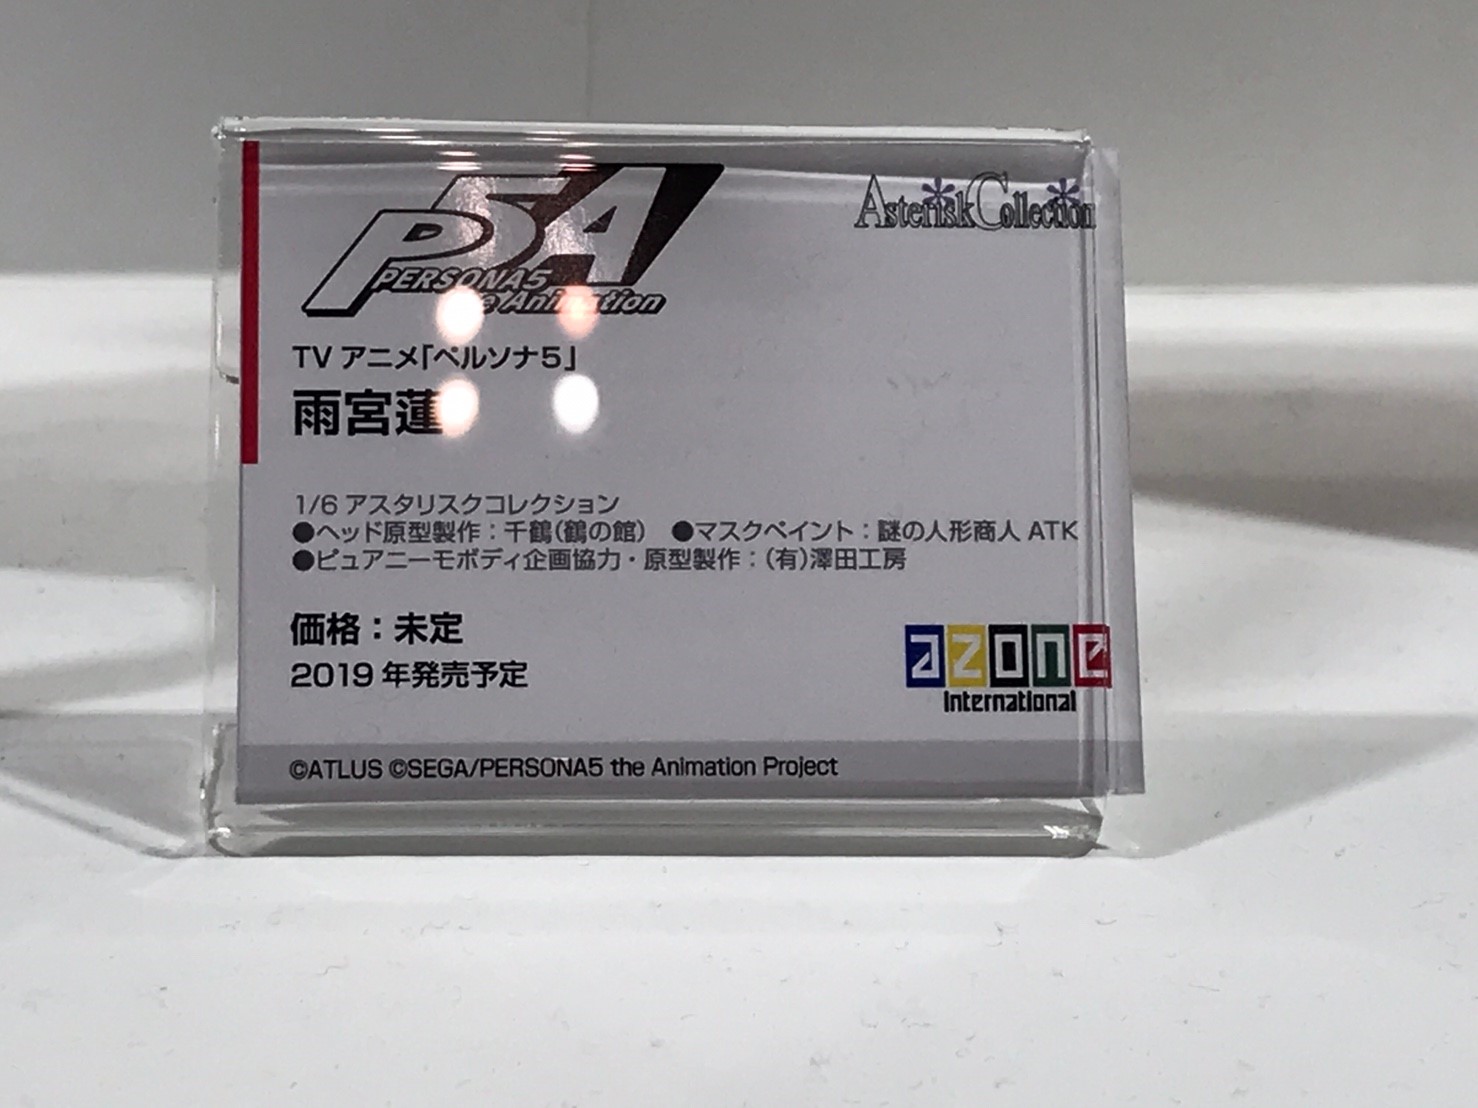 P5A
PERSONA5
the Animation
Asterisk Collection
TV アニメ「ペルソナ5」
雨宮蓮
1/6 アスタリスクコレクション
●ヘッド原型製作：千鶴(鶴の館) ●マスクペイント：謎の人形商人 ATK
●ピュアニーモボディ企画協力・原型製作：(有)澤田工房
価格：未定
2019 年発売予定
azone
International
©ATLUS ©SEGA/PERSONA5 the Animation Project